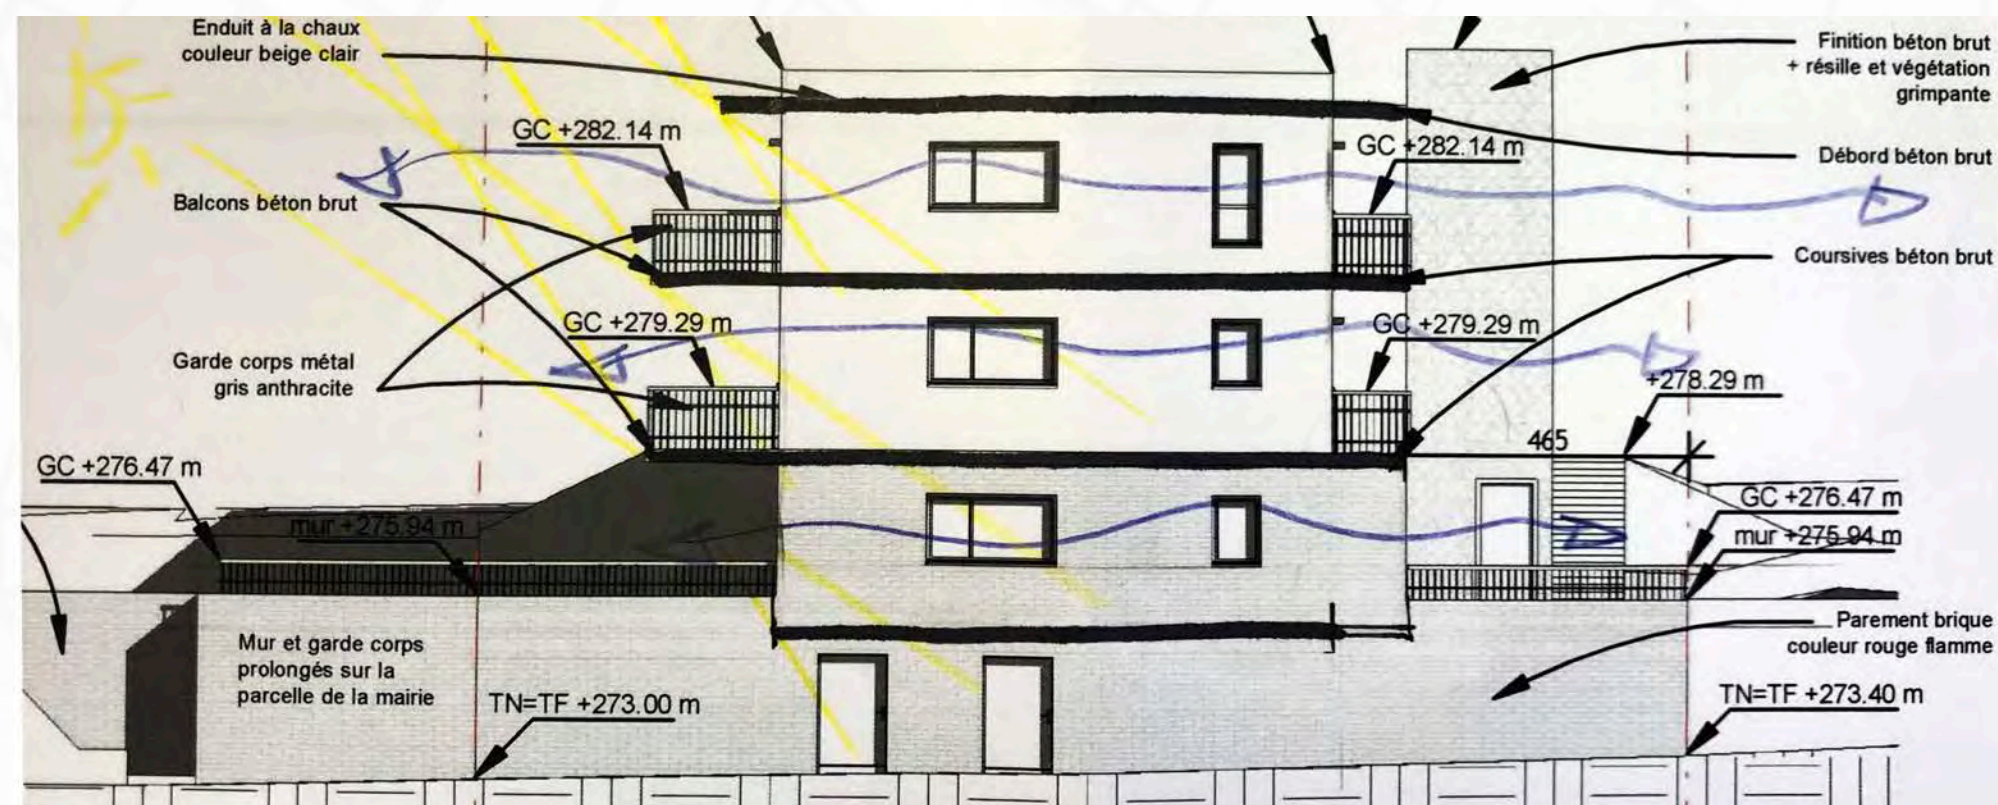 Enduit à la chaux
couleur beige clair
Finition béton brut
+ résille et végétation
grimpante
GC +282.14 m
GC +282.14 m
Débord béton brut
Balcons béton brut
Coursives béton brut
GC +279.29 m
GC +279.29 m
Garde corps métal
gris anthracite
+278.29 m
465
GC +276.47 m
GC +276.47 m
mur +275.94 m
mur +275.94 m
Mur et garde corps
prolongés sur la
parcelle de la mairie
Parement brique
couleur rouge flamme
TN=TF +273.00 m
TN=TF +273.40 m